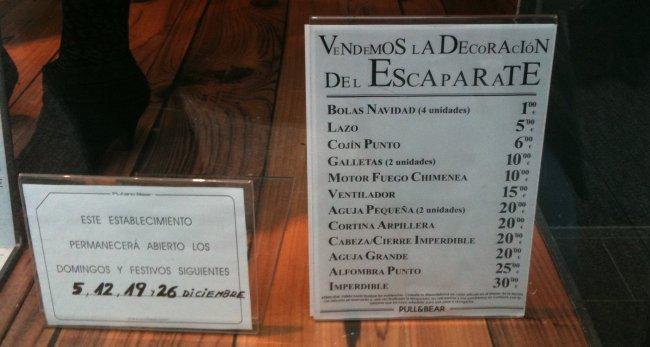 VENDEMOS LA DECORACIÓN
DEL ESCAPARATE
BOLAS NAVIDAD (4 unidades) 1'00 €
LAZO 5'00 €
COJÍN PUNTO 6'00 €
GALLETAS (2 unidades) 10'00 €
MOTOR FUEGO CHIMENEA 10'00 €
VENTILADOR 15'00 €
AGUJA PEQUEÑA (2 unidades) 20'00 €
CORTINA ARPILLERA 20'00 €
CABEZA/CIERRE IMPERDIBLE 20'00 €
AGUJA GRANDE 20'00 €
ALFOMBRA PUNTO 25'00 €
IMPERDIBLE 30'00 €
PULL&BEAR
Pull and Bear
ESTE ESTABLECIMIENTO
PERMANECERÁ ABIERTO LOS
DOMINGOS Y FESTIVOS SIGUIENTES
5, 12, 19 y 26 DICIEMBRE